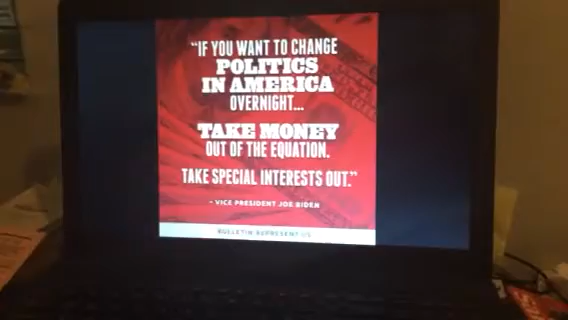 "IF YOU WANT TO CHANGE
POLITICS
IN AMERICA
OVERNIGHT...
TAKE MONEY
OUT OF THE EQUATION.
TAKE SPECIAL INTERESTS OUT."
- VICE PRESIDENT JOE BIDEN
BULLETIN.REPRESENT.US